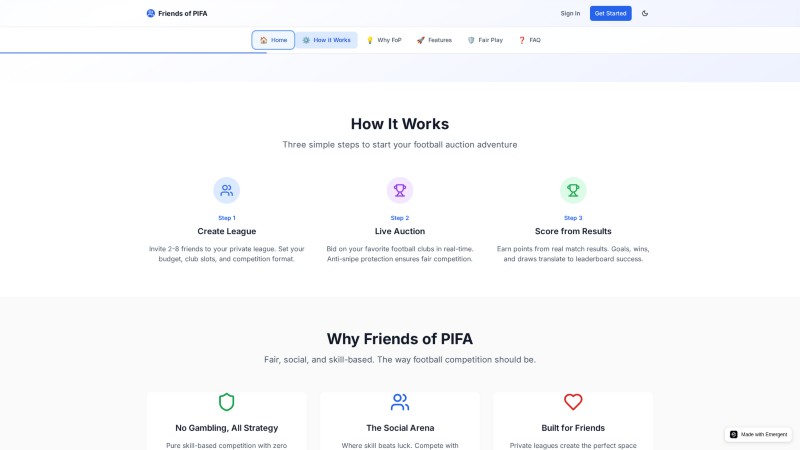 Friends of PIFA
Sign In
Get Started
🏠 Home
⚙️ How It Works
💡 Why FoP
🚀 Features
🛡️ Fair Play
❓ FAQ
How It Works
Three simple steps to start your football auction adventure
Step 1
Create League
Invite 2-8 friends to your private league. Set your
budget, club slots, and competition format.
Step 2
Live Auction
Bid on your favorite football clubs in real-time.
Anti-snipe protection ensures fair competition.
Step 3
Score from Results
Earn points from real match results. Goals, wins,
and draws translate to leaderboard success.
Why Friends of PIFA
Fair, social, and skill-based. The way football competition should be.
No Gambling, All Strategy
Pure skill-based competition with zero
The Social Arena
Where skill beats luck. Compete with
Built for Friends
Private leagues create the perfect space
Made with Emergent